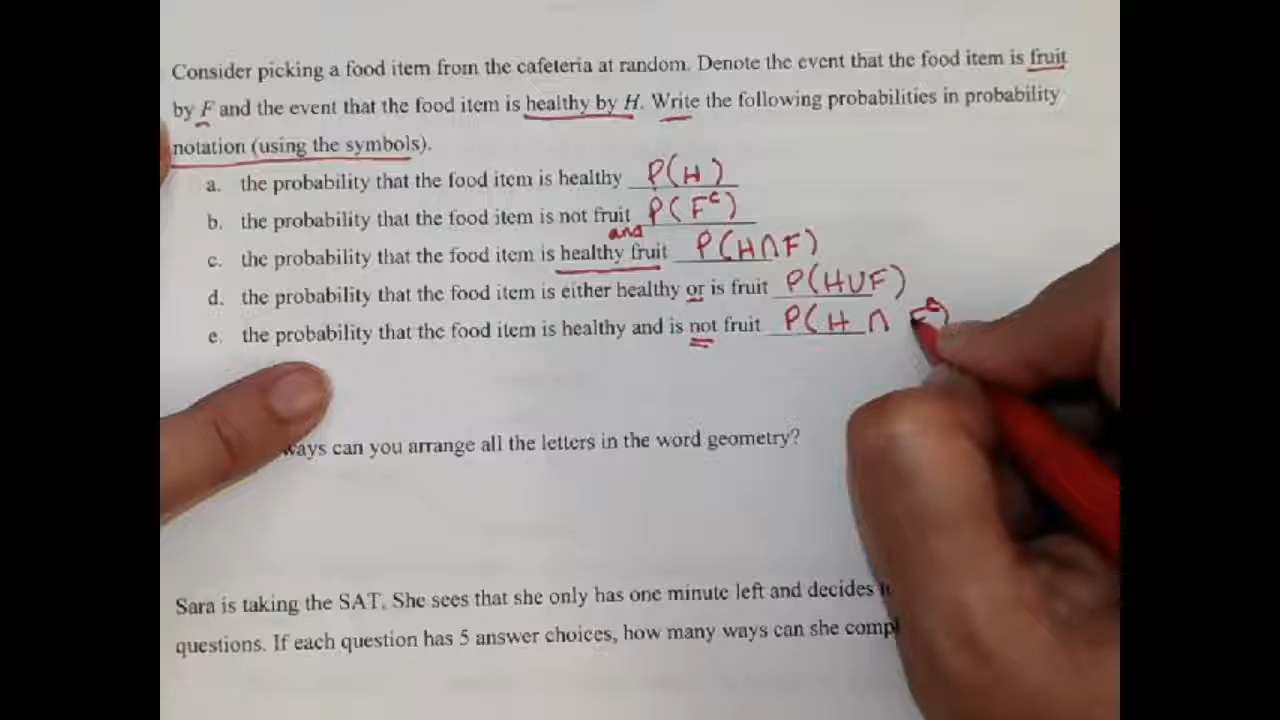 Consider picking a food item from the cafeteria at random. Denote the event that the food item is fruit
by F and the event that the food item is healthy by H. Write the following probabilities in probability
notation (using the symbols).
a. the probability that the food item is healthy P(H)
b. the probability that the food item is not fruit P(Fᶜ)
and
c. the probability that the food item is healthy fruit P(H∩F)
d. the probability that the food item is either healthy or is fruit P(H∪F)
e. the probability that the food item is healthy and is not fruit P(H ∩ Fᶜ)
ways can you arrange all the letters in the word geometry?
Sara is taking the SAT. She sees that she only has one minute left and decides
questions. If each question has 5 answer choices, how many ways can she